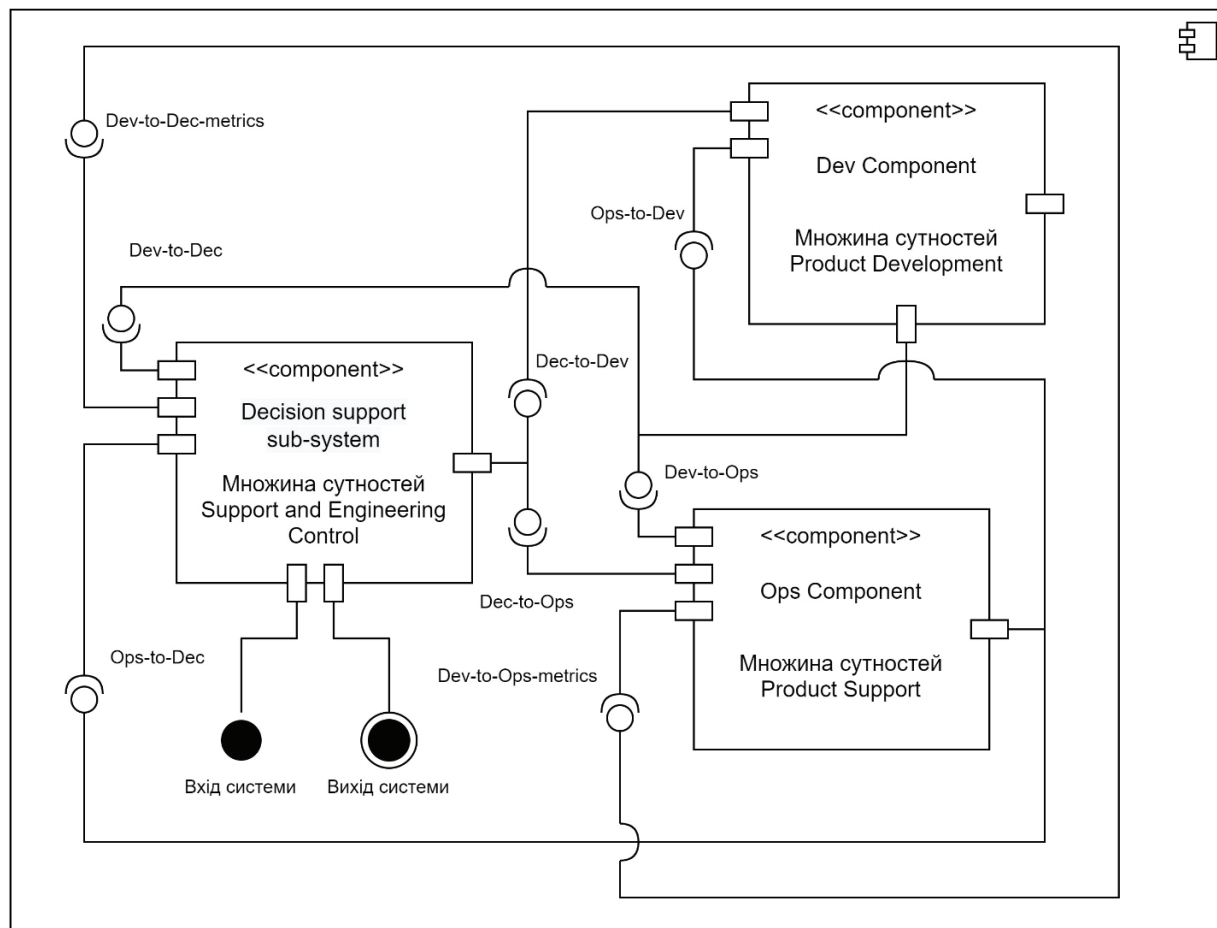 Dev-to-Dec-metrics
<<component>>
Dev Component
Ops-to-Dev
Множина сутностей
Product Development
Dev-to-Dec
<<component>>
Decision support
sub-system
Множина сутностей
Support and Engineering
Control
Dec-to-Dev
Dev-to-Ops
<<component>>
Ops Component
Множина сутностей
Product Support
Dec-to-Ops
Ops-to-Dec
Dev-to-Ops-metrics
Вхід системи
Вихід системи